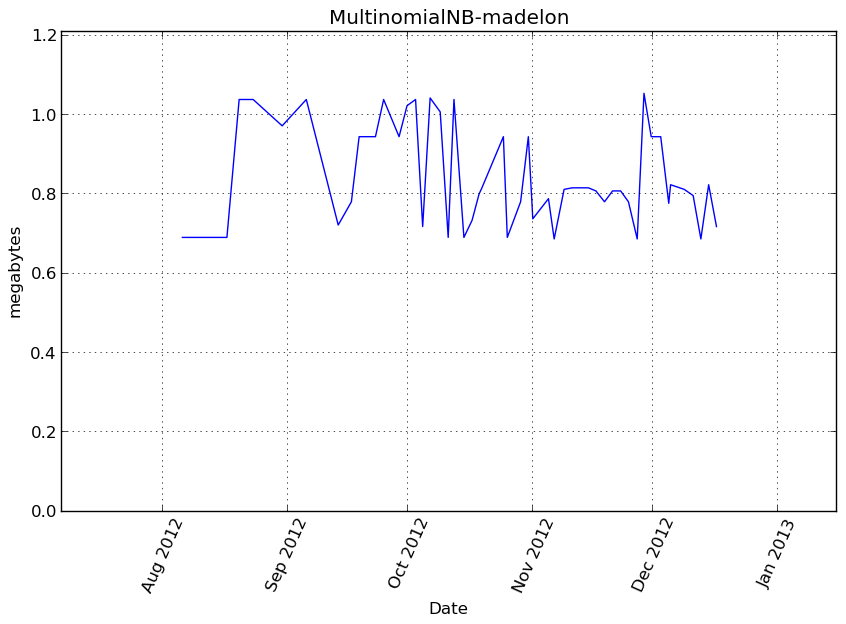 MultinomialNB-madelon
1.2
1.0
0.8
0.6
0.4
0.2
0.0
megabytes
Aug 2012
Sep 2012
Oct 2012
Nov 2012
Dec 2012
Jan 2013
Date